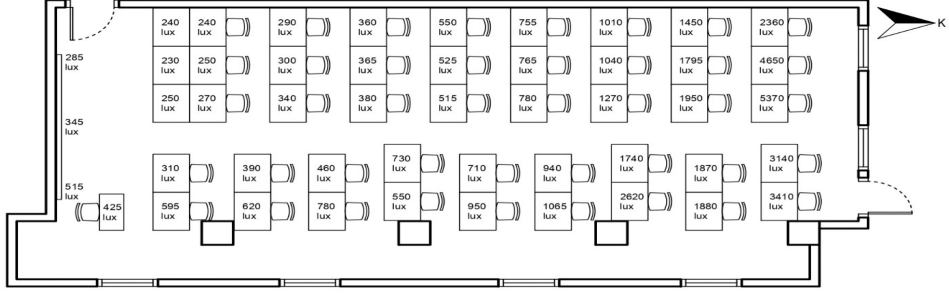 240 240 290 360 550 755 1010 1450 2360
lux lux lux lux lux lux lux lux lux
K
285
lux
230 250 300 365 525 765 1040 1795 4650
lux lux lux lux lux lux lux lux lux
250 270 340 380 515 780 1270 1950 5370
lux lux lux lux lux lux lux lux lux
345
lux
310 390 460 730 710 940 1740 1870 3140
lux lux lux lux lux lux lux lux lux
515
lux
425
lux
595 620 780 550 950 1065 2620 1880 3410
lux lux lux lux lux lux lux lux lux